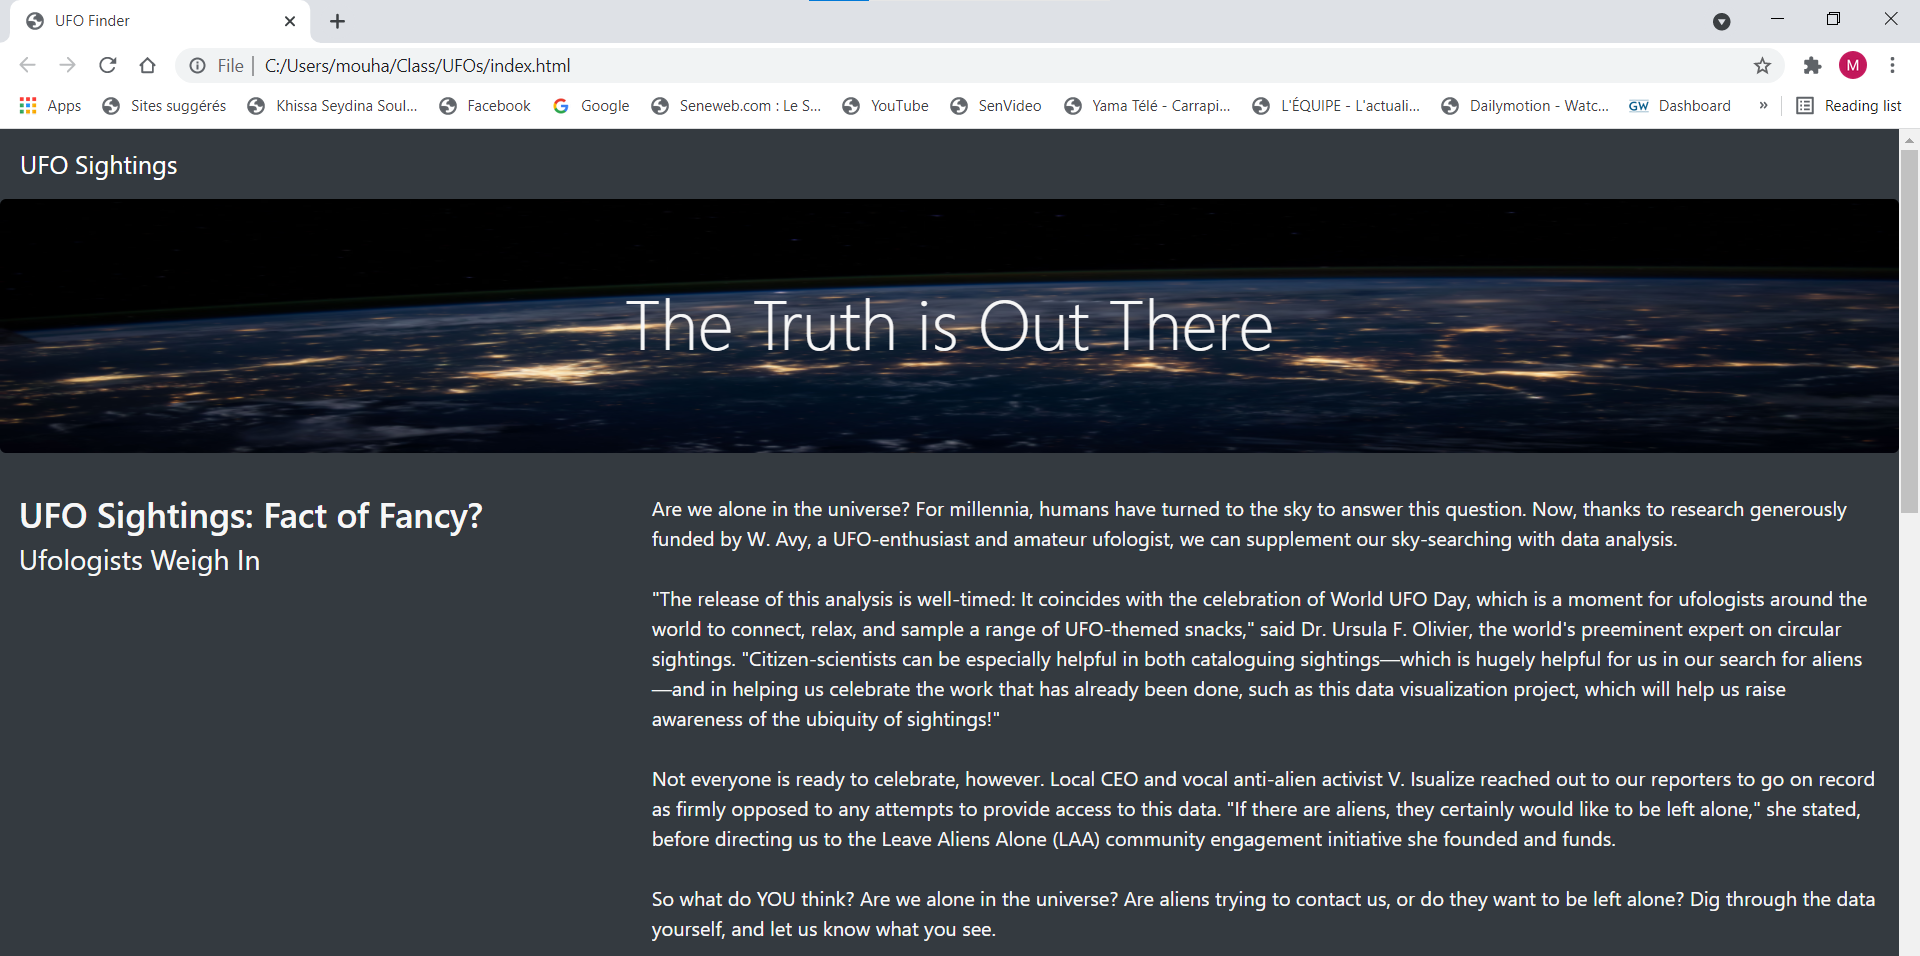 UFO Finder
File | C:/Users/mouha/Class/UFOs/index.html
M
Apps Sites suggérés Khissa Seydina Soul... Facebook Google Seneweb.com : Le S... YouTube SenVideo Yama Télé - Carrapi... L'ÉQUIPE - L'actuali... Dailymotion - Watc... GW Dashboard » Reading list
UFO Sightings
The Truth is Out There
UFO Sightings: Fact of Fancy?
Ufologists Weigh In
Are we alone in the universe? For millennia, humans have turned to the sky to answer this question. Now, thanks to research generously
funded by W. Avy, a UFO-enthusiast and amateur ufologist, we can supplement our sky-searching with data analysis.
"The release of this analysis is well-timed: It coincides with the celebration of World UFO Day, which is a moment for ufologists around the
world to connect, relax, and sample a range of UFO-themed snacks," said Dr. Ursula F. Olivier, the world's preeminent expert on circular
sightings. "Citizen-scientists can be especially helpful in both cataloguing sightings—which is hugely helpful for us in our search for aliens
—and in helping us celebrate the work that has already been done, such as this data visualization project, which will help us raise
awareness of the ubiquity of sightings!"
Not everyone is ready to celebrate, however. Local CEO and vocal anti-alien activist V. Isualize reached out to our reporters to go on record
as firmly opposed to any attempts to provide access to this data. "If there are aliens, they certainly would like to be left alone," she stated,
before directing us to the Leave Aliens Alone (LAA) community engagement initiative she founded and funds.
So what do YOU think? Are we alone in the universe? Are aliens trying to contact us, or do they want to be left alone? Dig through the data
yourself, and let us know what you see.